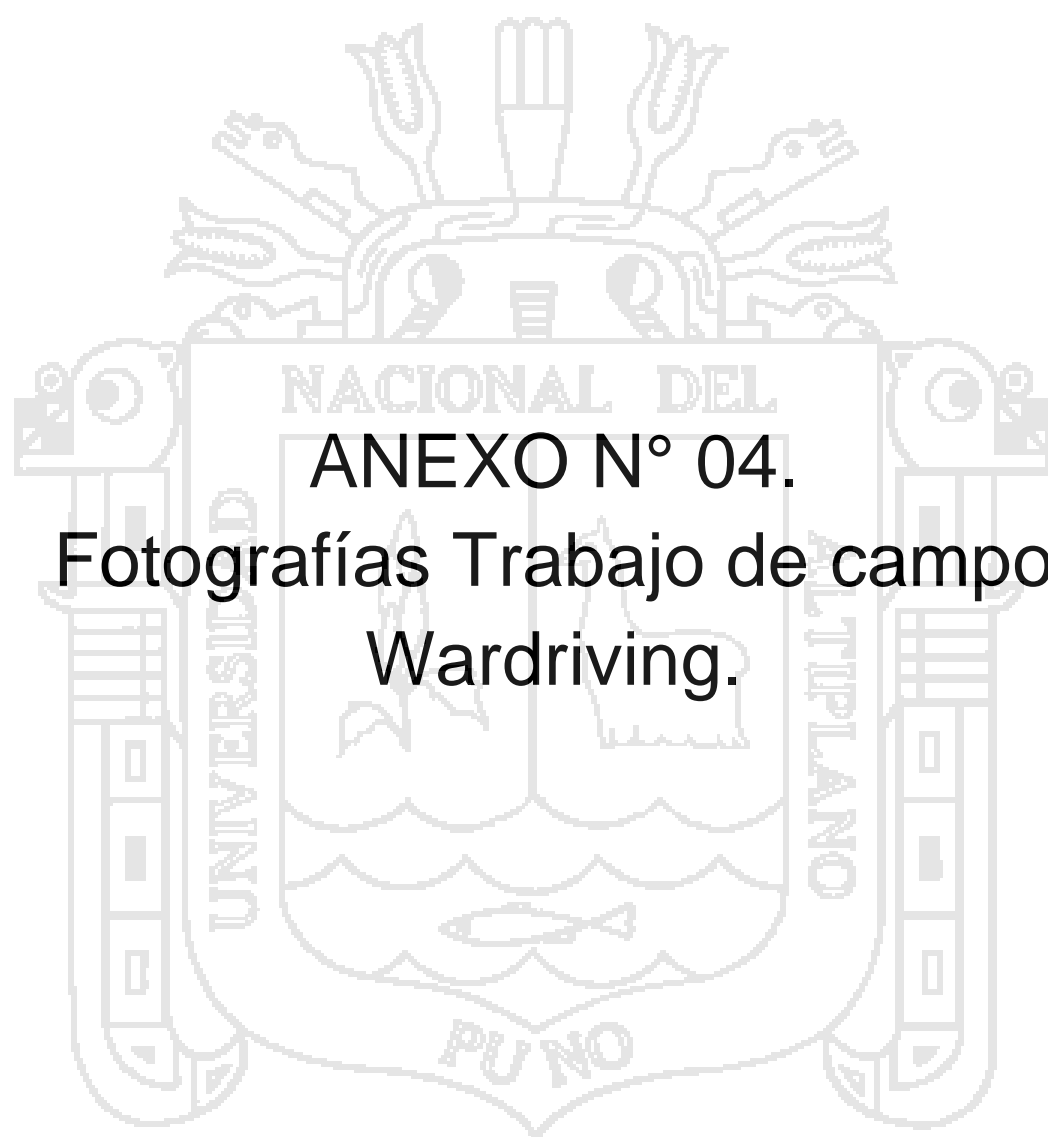 NACIONAL DEL
UNIVERSIDAD
ALTIPLANO
PUNO
ANEXO N° 04.
Fotografías Trabajo de campo
Wardriving.